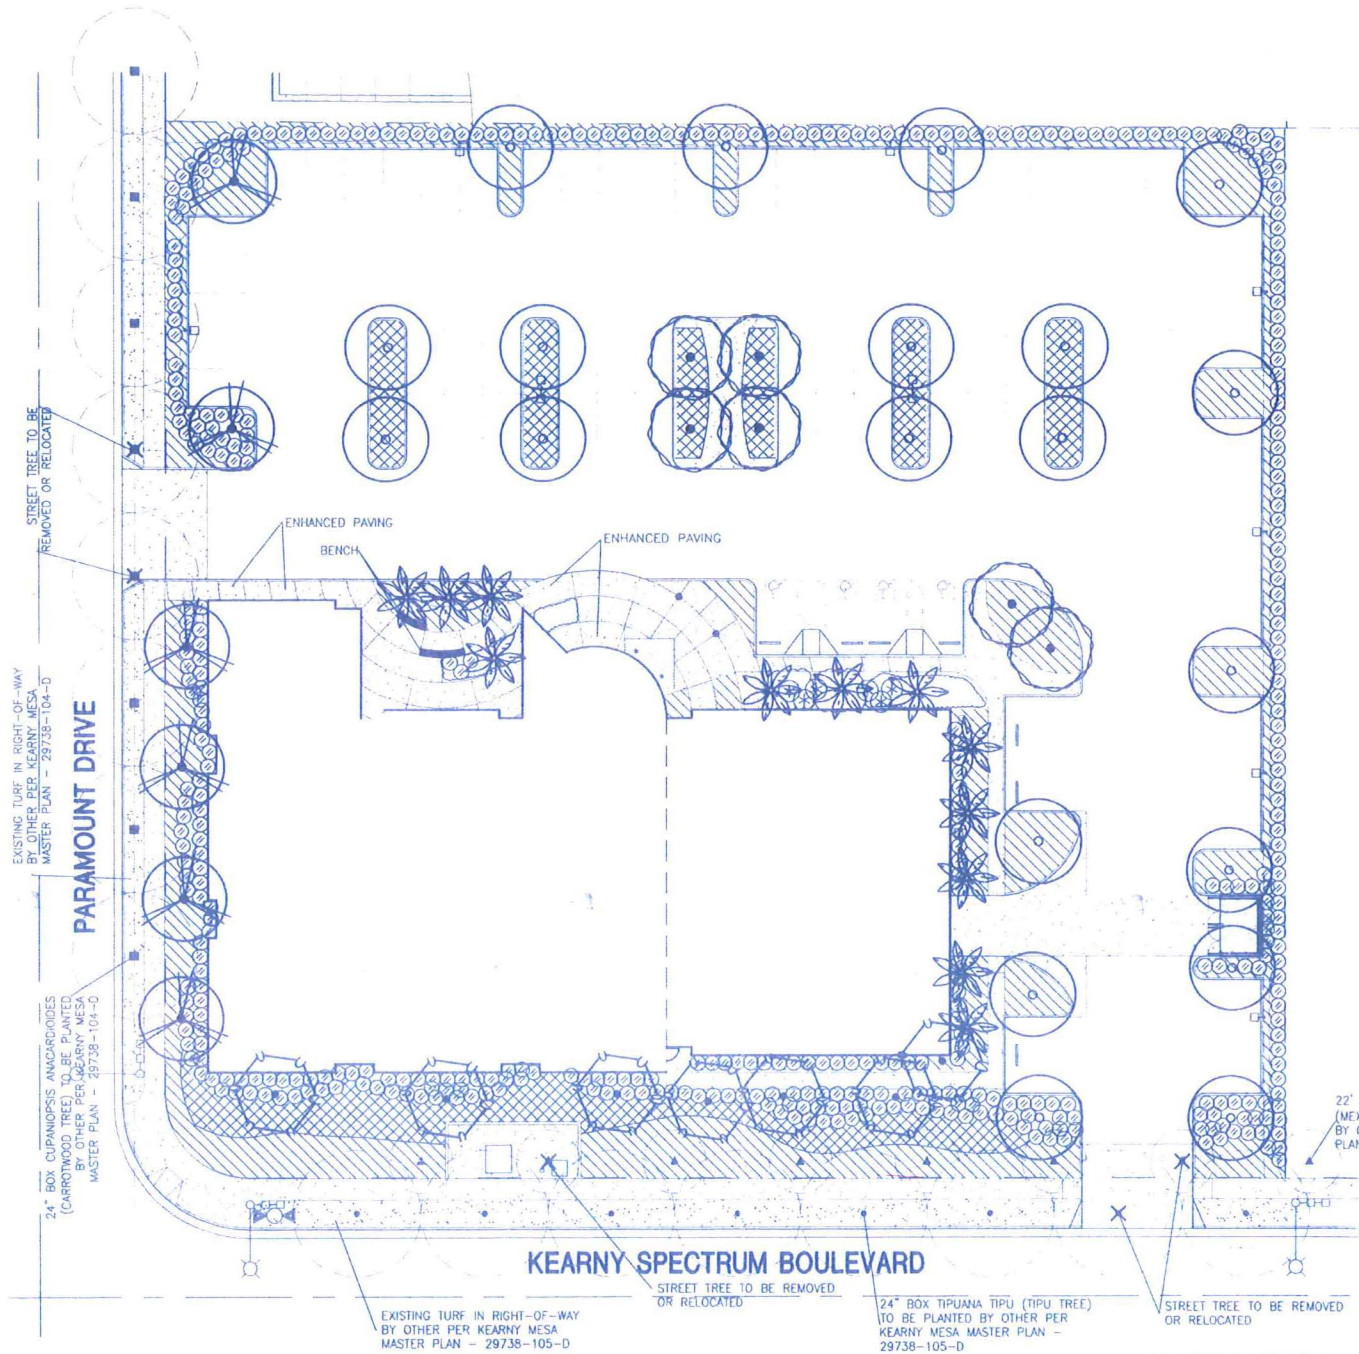 STREET TREE TO BE
REMOVED OR RELOCATED
ENHANCED PAVING
BENCH
ENHANCED PAVING
EXISTING TURF IN RIGHT-OF-WAY
BY OTHER PER KEARNY MESA
MASTER PLAN - 29738-104-D
PARAMOUNT DRIVE
24" BOX CUPANIOPSIS ANACARDIOIDES
(CARROTWOOD TREE) TO BE PLANTED
BY OTHER PER KEARNY MESA
MASTER PLAN - 29738-104-D
22'
(MEX
BY
PLAN
KEARNY SPECTRUM BOULEVARD
STREET TREE TO BE REMOVED
OR RELOCATED
EXISTING TURF IN RIGHT-OF-WAY
BY OTHER PER KEARNY MESA
MASTER PLAN - 29738-105-D
24" BOX TIPUANA TIPU (TIPU TREE)
TO BE PLANTED BY OTHER PER
KEARNY MESA MASTER PLAN -
29738-105-D
STREET TREE TO BE REMOVED
OR RELOCATED